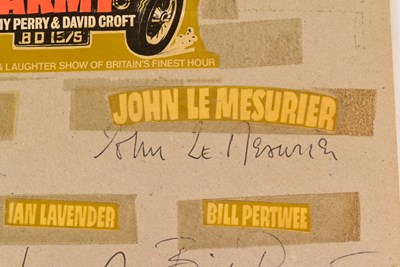 ARMY
MY PERRY & DAVID CROFT
BD 15/5
& LAUGHTER SHOW OF BRITAIN'S FINEST HOUR
JOHN LE MESURIER
John Le Mesurier
IAN LAVENDER
BILL PERTWEE